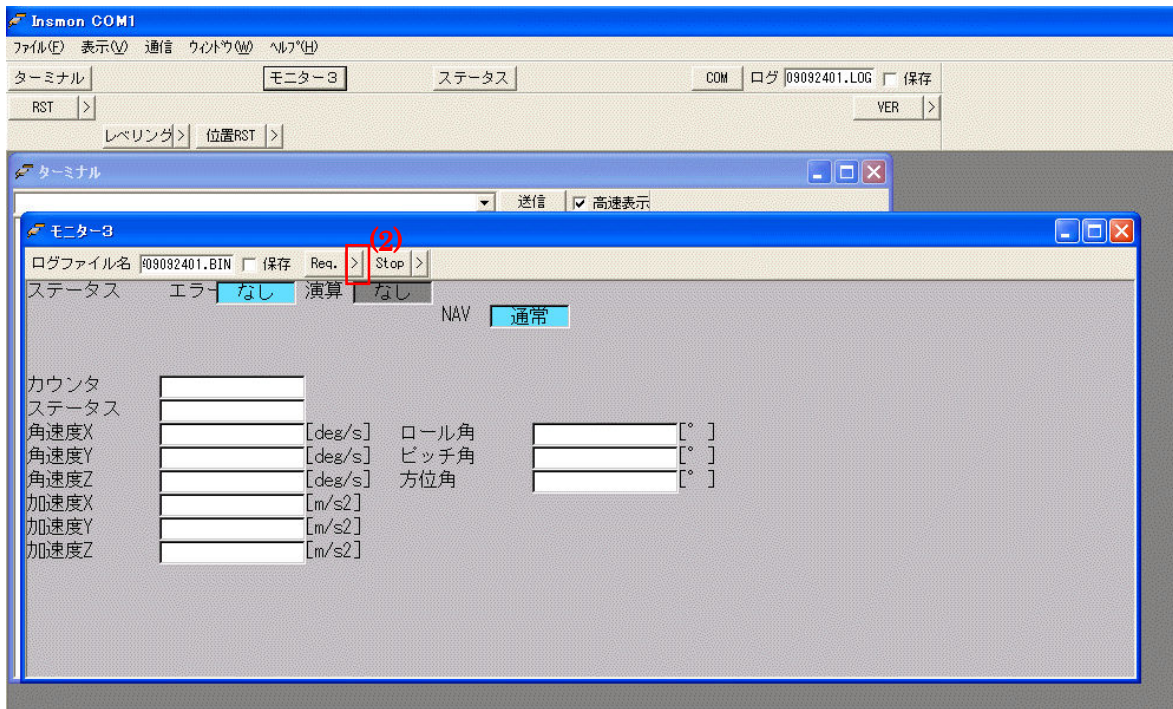 Insmon COM1
ファイル(F) 表示(V) 通信 ウィンドウ(W) ヘルプ(H)
ターミナル モニター3 ステータス COM ログ 09092401.LOG 保存
RST > VER >
レベリング > 位置RST >
ターミナル
送信 高速表示
モニター3
(2)
ログファイル名 09092401.BIN 保存 Req. > Stop >
ステータス エラー なし 演算 なし
NAV 通常
カウンタ
ステータス
角速度X [deg/s] ロール角 [° ]
角速度Y [deg/s] ピッチ角 [° ]
角速度Z [deg/s] 方位角 [° ]
加速度X [m/s2]
加速度Y [m/s2]
加速度Z [m/s2]